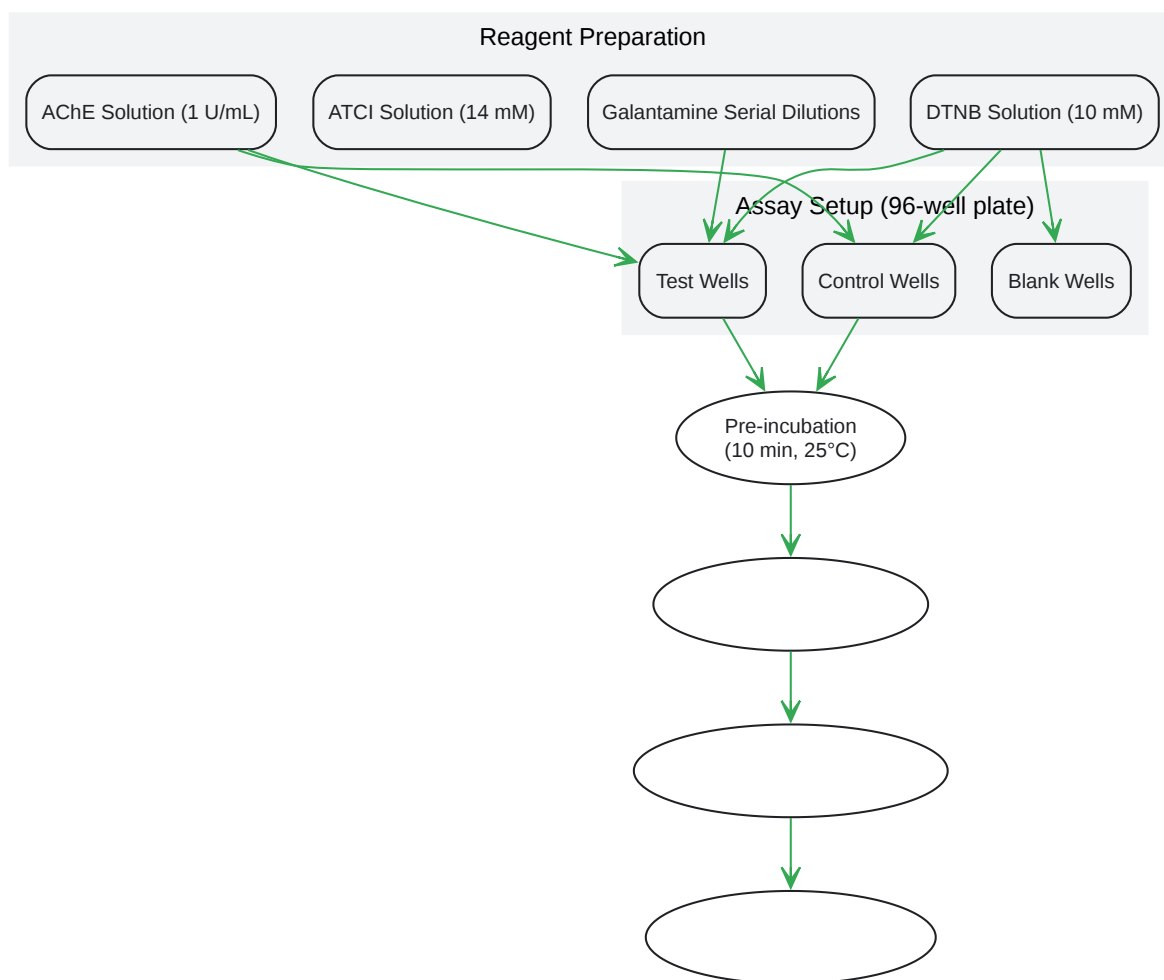 Reagent Preparation
AChE Solution (1 U/mL)
ATCI Solution (14 mM)
Galantamine Serial Dilutions
DTNB Solution (10 mM)
Assay Setup (96-well plate)
Test Wells
Control Wells
Blank Wells
Pre-incubation
(10 min, 25°C)